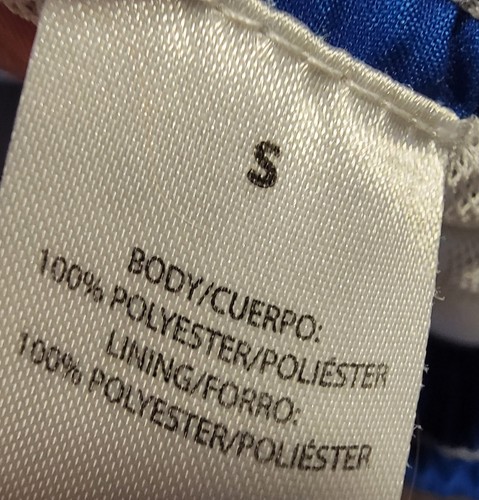 S
BODY/CUERPO:
100% POLYESTER/POLIÉSTER
LINING/FORRO:
100% POLYESTER/POLIÉSTER